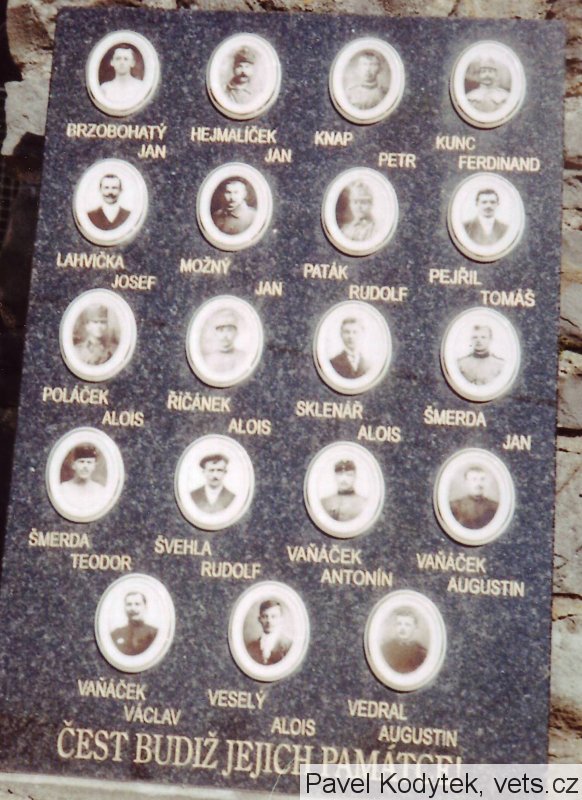 BRZOBOHATÝ
JAN
HEJMALÍČEK
JAN
KNAP
PETR
KUNC
FERDINAND
LAHVIČKA
JOSEF
MOŽNÝ
JAN
PATÁK
RUDOLF
PEJŘIL
TOMÁŠ
POLÁČEK
ALOIS
ŘIČÁNEK
ALOIS
SKLENÁŘ
ALOIS
ŠMERDA
JAN
ŠMERDA
TEODOR
ŠVEHLA
RUDOLF
VAŇÁČEK
ANTONÍN
VAŇÁČEK
AUGUSTIN
VAŇÁČEK
VÁCLAV
VESELÝ
ALOIS
VEDRAL
AUGUSTIN
ČEST BUDIŽ JEJICH PAMÁTCE!
Pavel Kodytek, vets.cz